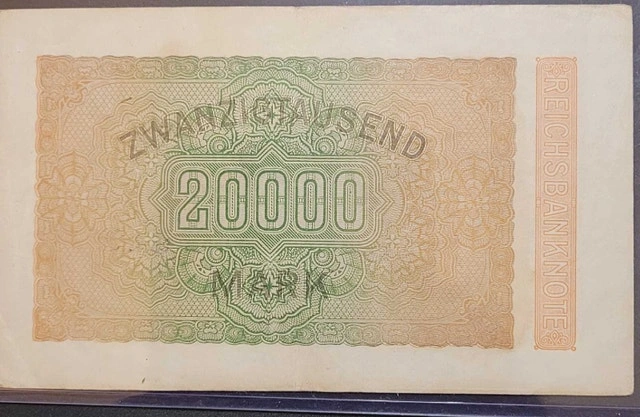 ZWANZIGTAUSEND
20000
MARK
REICHSBANKNOTE